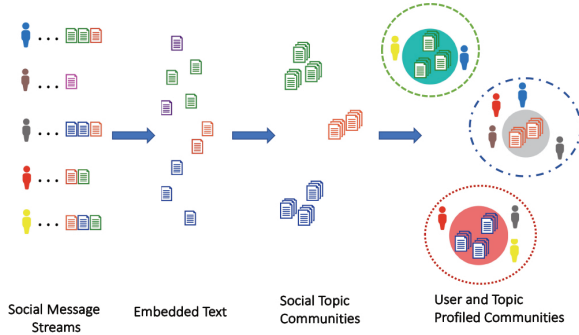 Social Message
Streams
Embedded Text
Social Topic
Communities
User and Topic
Profiled Communities